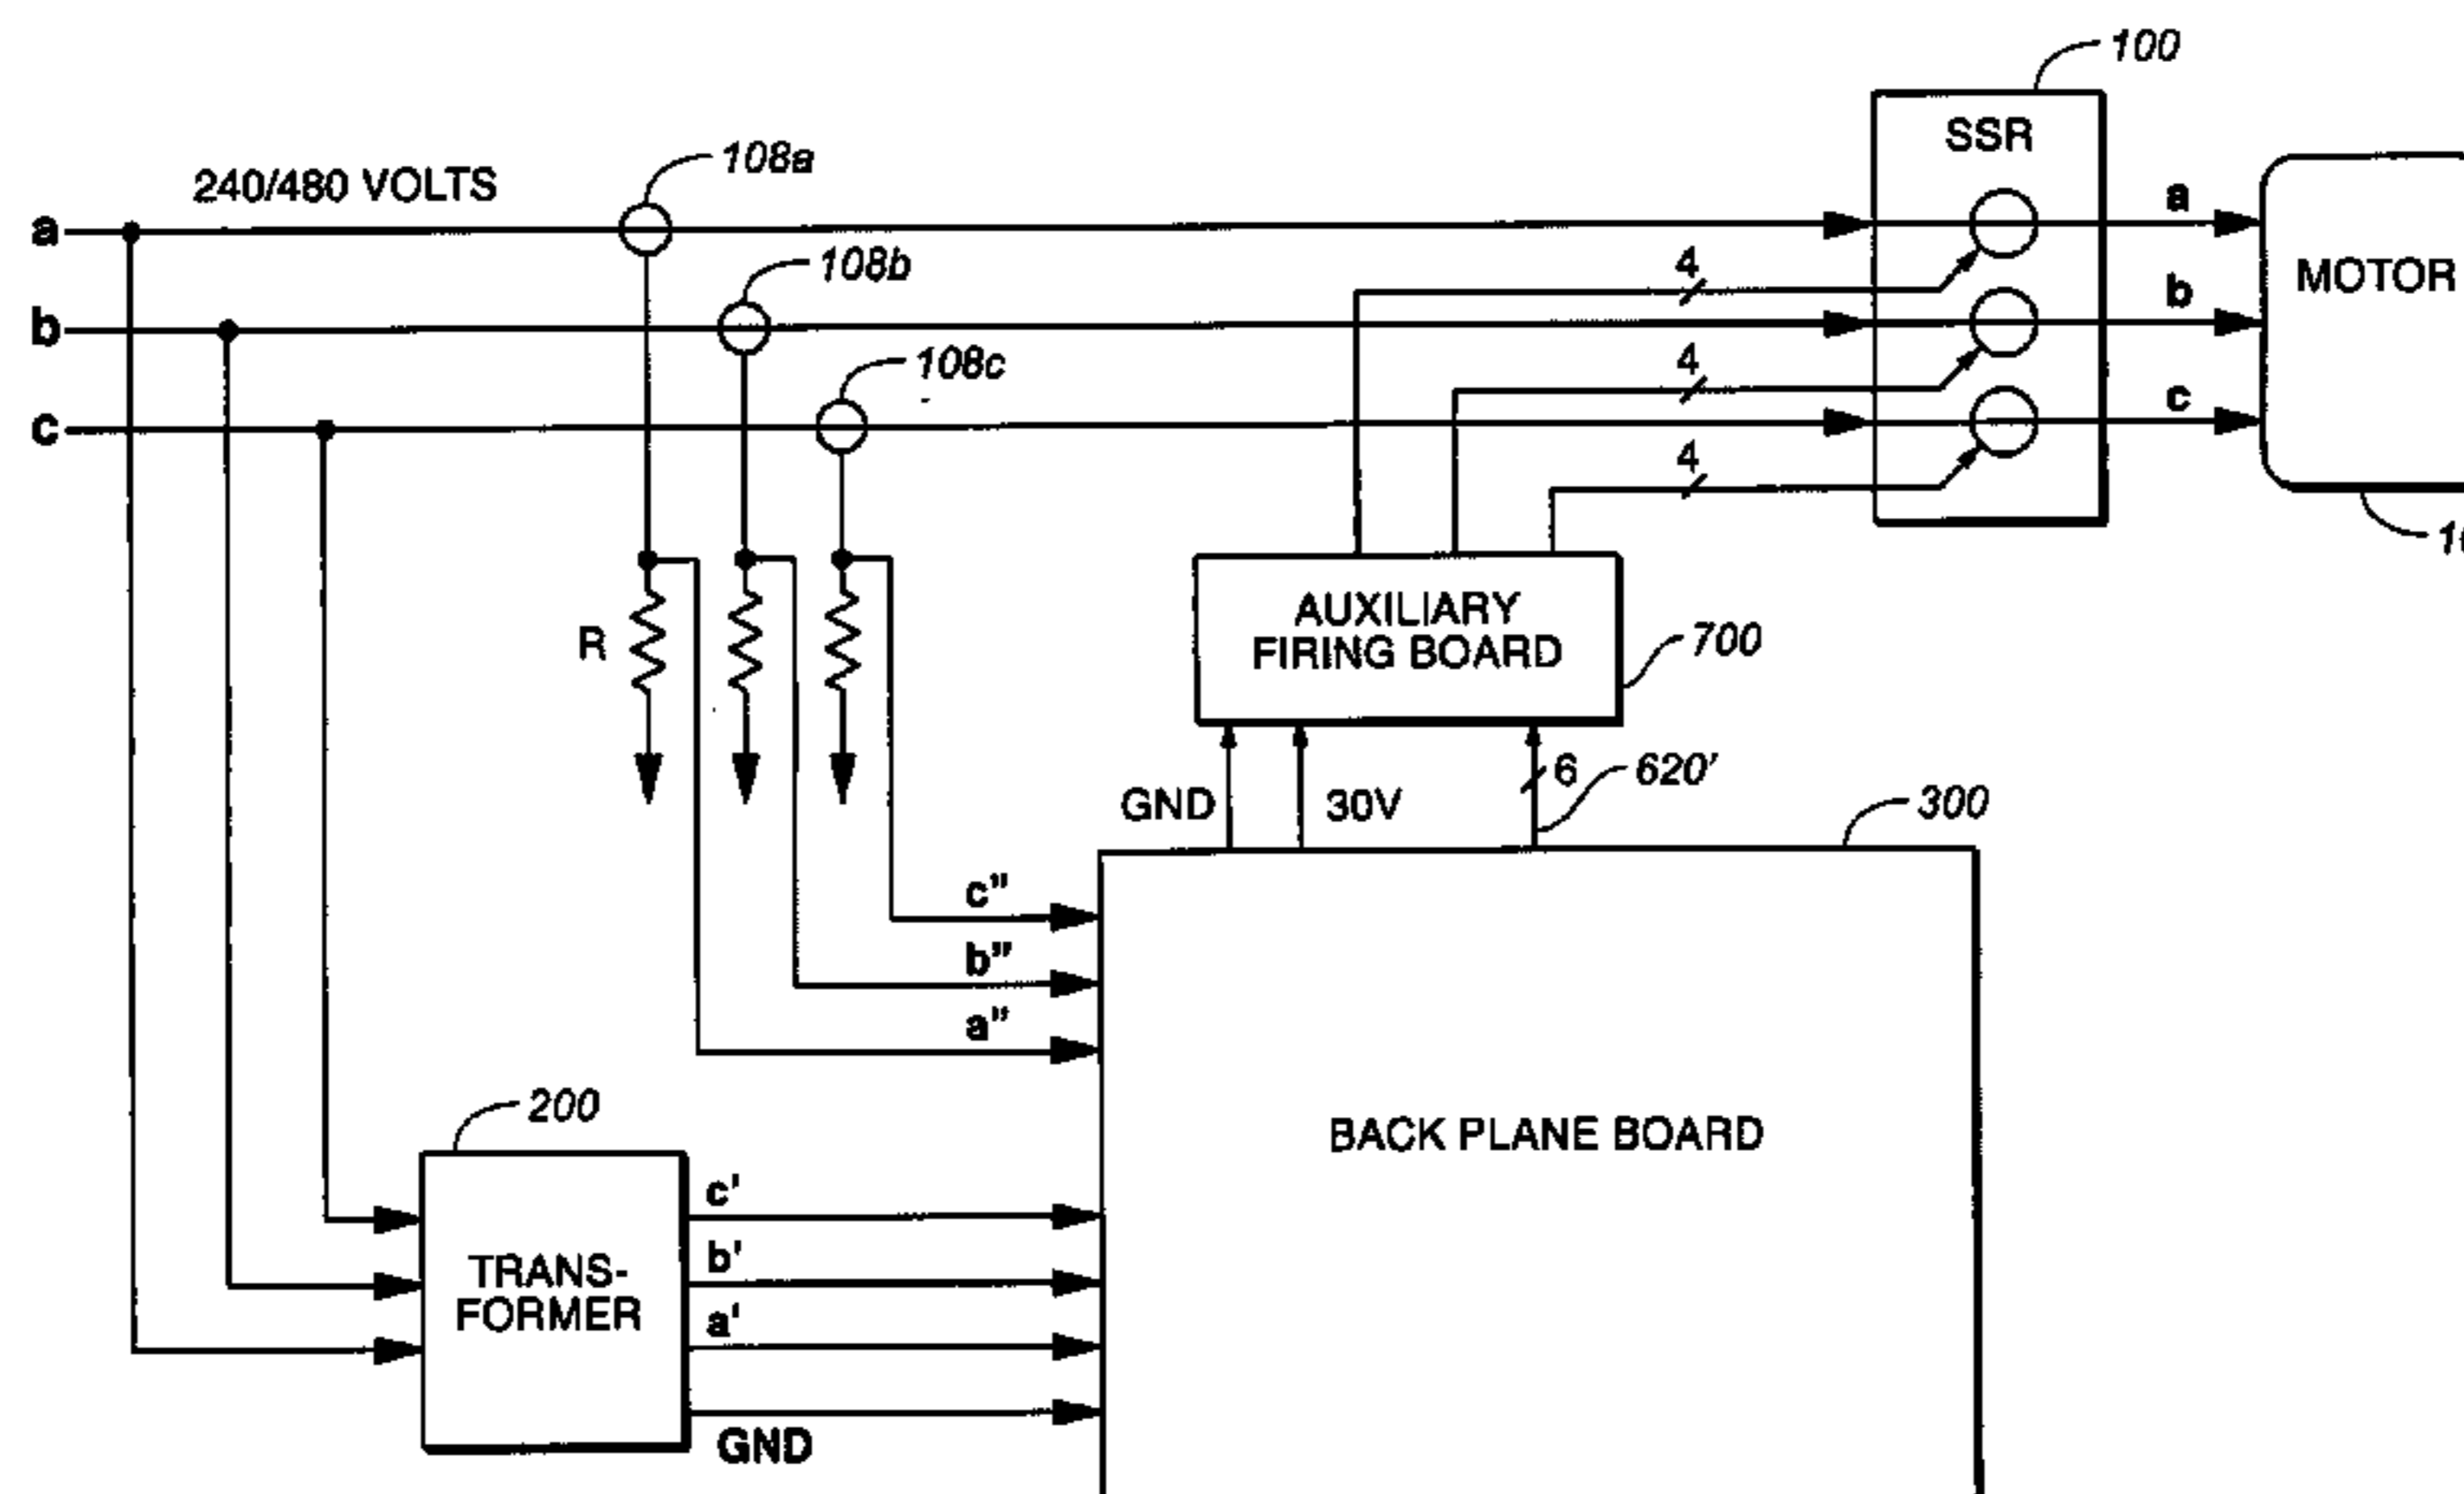 100
SSR
108a
240/480 VOLTS
a
a
108b
4
MOTOR
b
b
108c
4
c
c
4
AUXILIARY
FIRING BOARD
R
700
6
620'
GND
30V
300
c"
b"
a"
200
BACK PLANE BOARD
c'
TRANS-
FORMER
b'
a'
GND